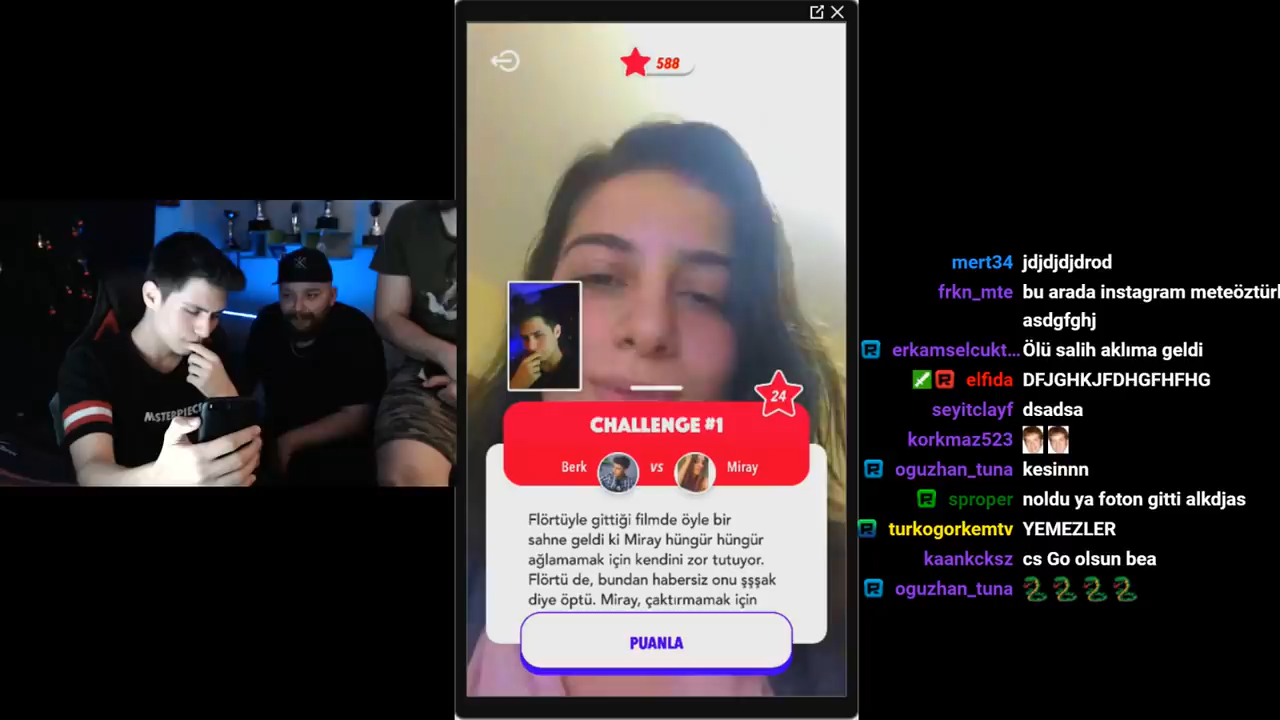 588
MASTERPIECE
24
CHALLENGE #1
Berk vs Miray
Flörtüyle gittiği filmde öyle bir
sahne geldi ki Miray hüngür hüngür
ağlamamak için kendini zor tutuyor.
Flörtü de, bundan habersiz onu şşşak
diye öptü. Miray, çaktırmamak için
PUANLA
mert34 jdjdjdjdrod
frkn_mte bu arada instagram meteöztürl
asdgfghj
erkamselcukt... Ölü salih aklıma geldi
elfida DFJGHKJFDHGFHFHG
seyitclayf dsadsa
korkmaz523
oguzhan_tuna kesinnn
sproper noldu ya foton gitti alkdjas
turkogorkemtv YEMEZLER
kaankcksz cs Go olsun bea
oguzhan_tuna